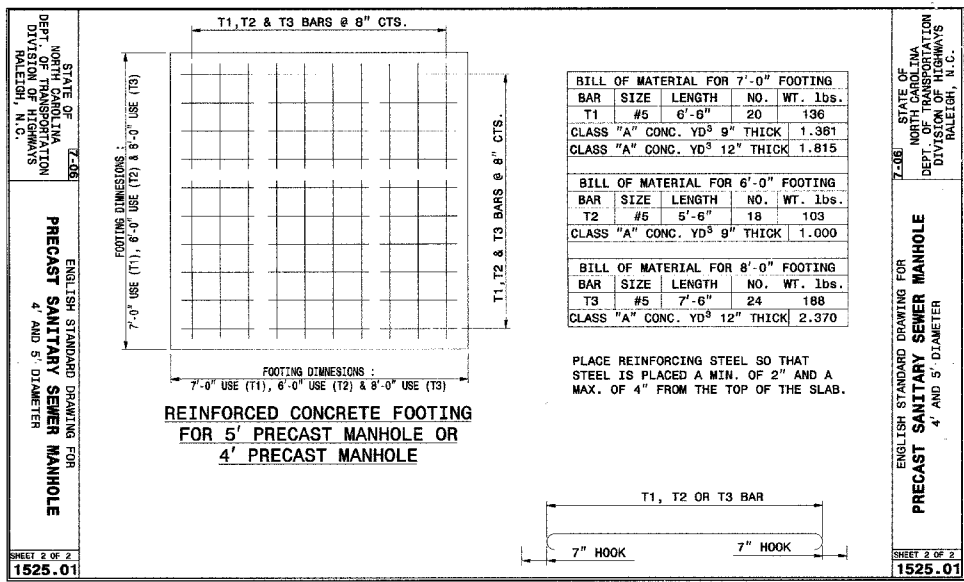 STATE OF
NORTH CAROLINA
DEPT. OF TRANSPORTATION
DIVISION OF HIGHWAYS
RALEIGH, N.C.
7-06
ENGLISH STANDARD DRAWING FOR
PRECAST SANITARY SEWER MANHOLE
4' AND 5' DIAMETER
SHEET 2 OF 2
1525.01
T1,T2 & T3 BARS @ 8" CTS.
FOOTING DIMNESIONS :
7'-0" USE (T1), 6'-0" USE (T2) & 8'-0" USE (T3)
T1,T2 & T3 BARS @ 8" CTS.
FOOTING DIMNESIONS :
7'-0" USE (T1), 6'-0" USE (T2) & 8'-0" USE (T3)
REINFORCED CONCRETE FOOTING
FOR 5' PRECAST MANHOLE OR
4' PRECAST MANHOLE
BILL OF MATERIAL FOR 7'-0" FOOTING
BAR SIZE LENGTH NO. WT. lbs.
T1 #5 6'-6" 20 136
CLASS "A" CONC. YD³ 9" THICK 1.361
CLASS "A" CONC. YD³ 12" THICK 1.815
BILL OF MATERIAL FOR 6'-0" FOOTING
BAR SIZE LENGTH NO. WT. lbs.
T2 #5 5'-6" 18 103
CLASS "A" CONC. YD³ 9" THICK 1.000
BILL OF MATERIAL FOR 8'-0" FOOTING
BAR SIZE LENGTH NO. WT. lbs.
T3 #5 7'-6" 24 188
CLASS "A" CONC. YD³ 12" THICK 2.370
PLACE REINFORCING STEEL SO THAT
STEEL IS PLACED A MIN. OF 2" AND A
MAX. OF 4" FROM THE TOP OF THE SLAB.
T1, T2 OR T3 BAR
7" HOOK 7" HOOK
STATE OF
NORTH CAROLINA
DEPT. OF TRANSPORTATION
DIVISION OF HIGHWAYS
RALEIGH, N.C.
7-06
ENGLISH STANDARD DRAWING FOR
PRECAST SANITARY SEWER MANHOLE
4' AND 5' DIAMETER
SHEET 2 OF 2
1525.01